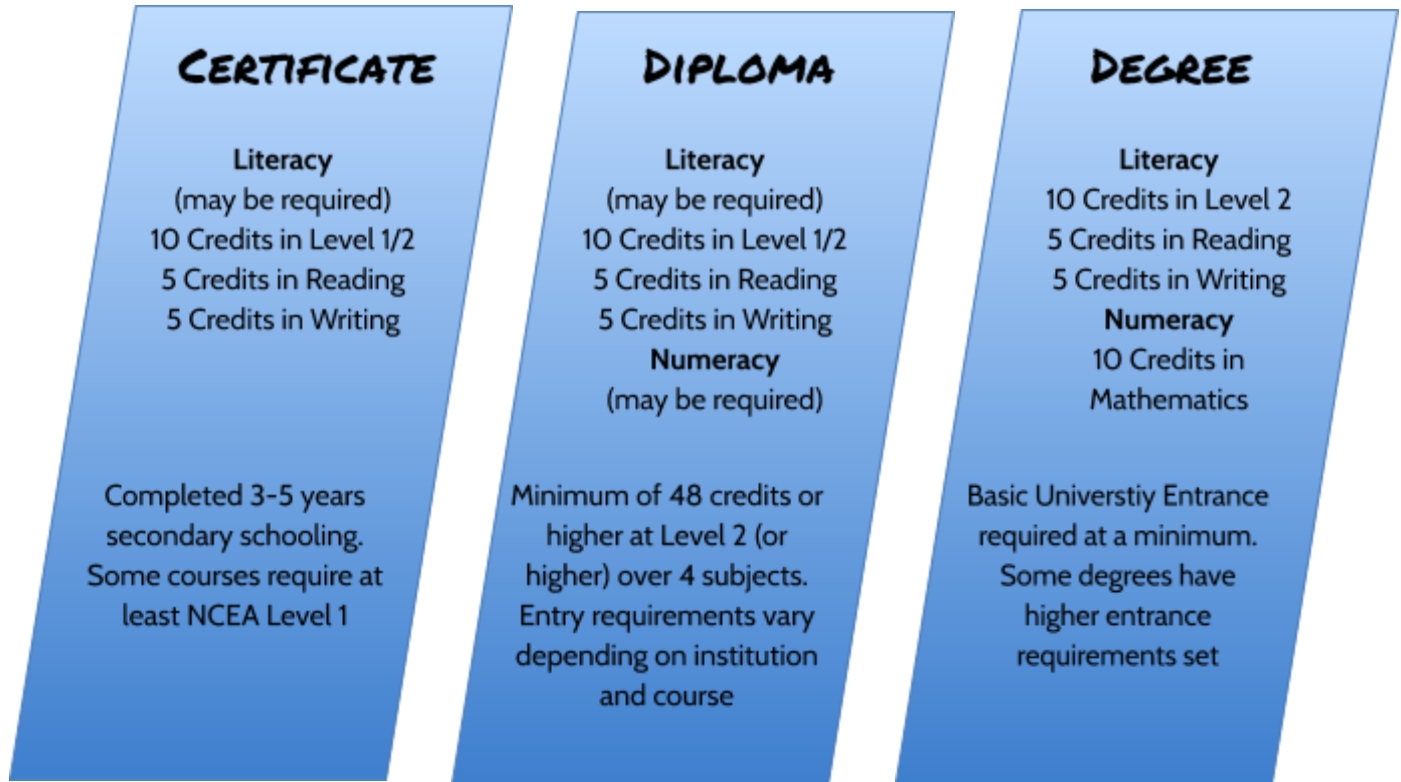 CERTIFICATE
Literacy
(may be required)
10 Credits in Level 1/2
5 Credits in Reading
5 Credits in Writing
Completed 3-5 years
secondary schooling.
Some courses require at
least NCEA Level 1
DIPLOMA
Literacy
(may be required)
10 Credits in Level 1/2
5 Credits in Reading
5 Credits in Writing
Numeracy
(may be required)
Minimum of 48 credits or
higher at Level 2 (or
higher) over 4 subjects.
Entry requirements vary
depending on institution
and course
DEGREE
Literacy
10 Credits in Level 2
5 Credits in Reading
5 Credits in Writing
Numeracy
10 Credits in
Mathematics
Basic Universtiy Entrance
required at a minimum.
Some degrees have
higher entrance
requirements set